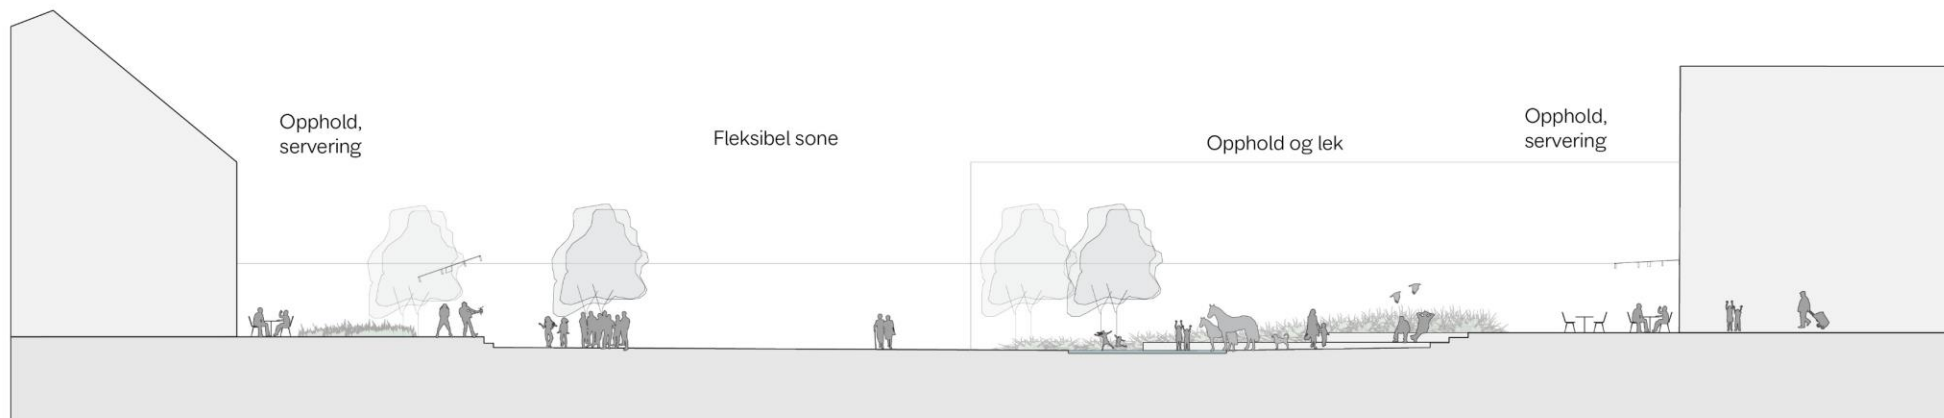 Opphold,
servering
Fleksibel sone
Opphold og lek
Opphold,
servering